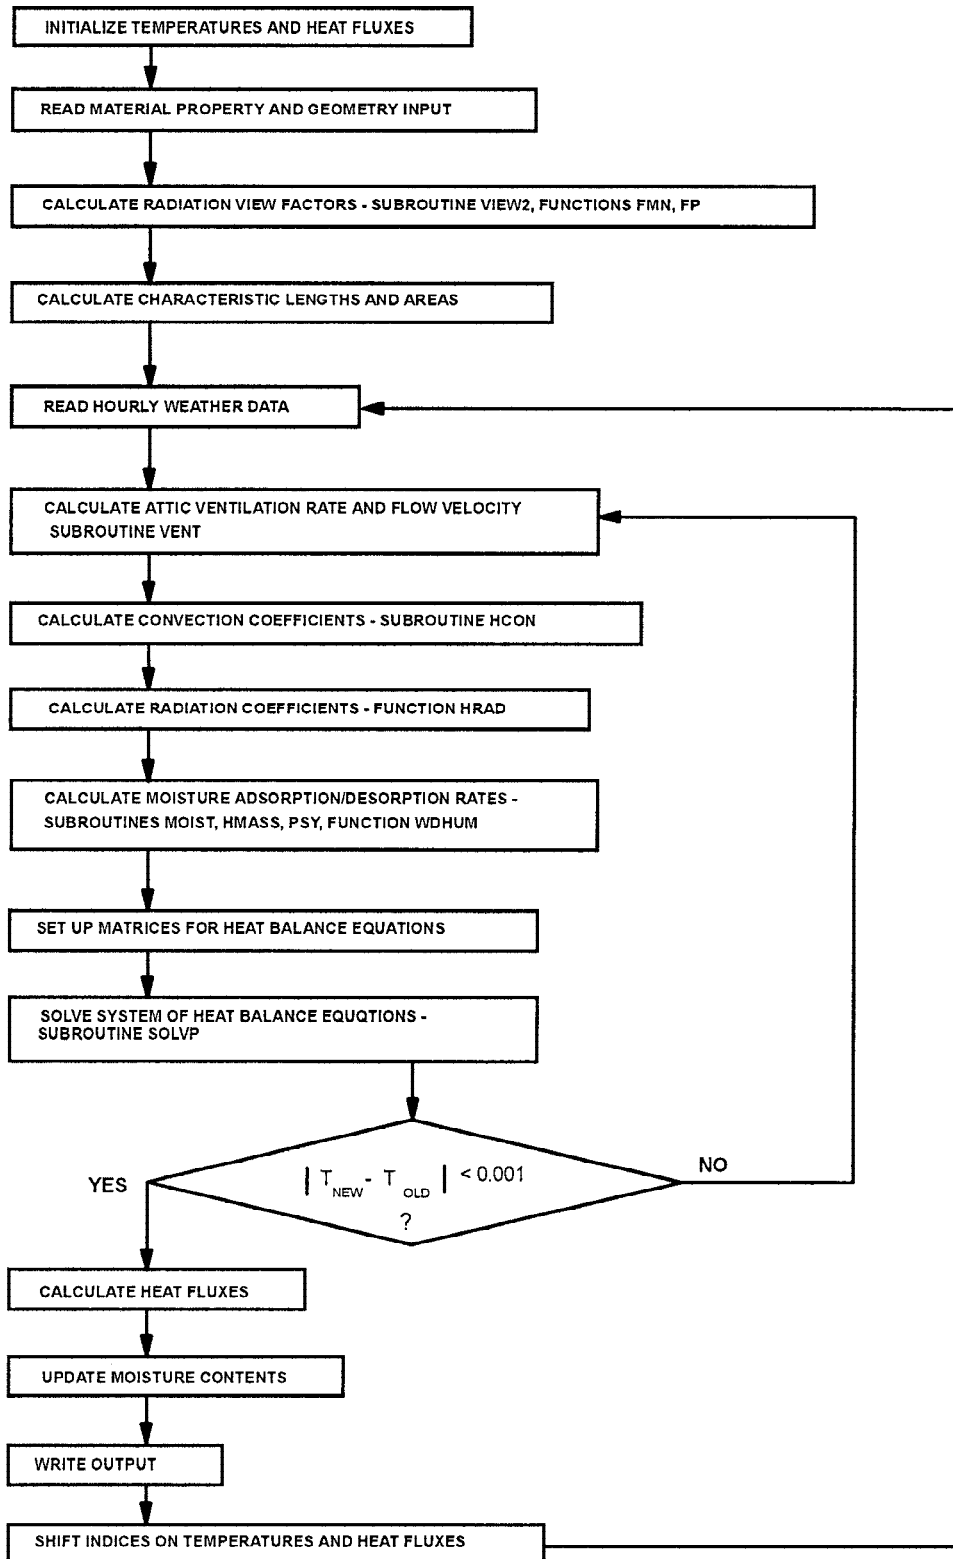 INITIALIZE TEMPERATURES AND HEAT FLUXES
READ MATERIAL PROPERTY AND GEOMETRY INPUT
CALCULATE RADIATION VIEW FACTORS - SUBROUTINE VIEW2, FUNCTIONS FMN, FP
CALCULATE CHARACTERISTIC LENGTHS AND AREAS
READ HOURLY WEATHER DATA
CALCULATE ATTIC VENTILATION RATE AND FLOW VELOCITY
SUBROUTINE VENT
CALCULATE CONVECTION COEFFICIENTS - SUBROUTINE HCON
CALCULATE RADIATION COEFFICIENTS - FUNCTION HRAD
CALCULATE MOISTURE ADSORPTION/DESORPTION RATES -
SUBROUTINES MOIST, HMASS, PSY, FUNCTION WDHUM
SET UP MATRICES FOR HEAT BALANCE EQUATIONS
SOLVE SYSTEM OF HEAT BALANCE EQUQTIONS -
SUBROUTINE SOLVP
| T NEW - T OLD | < 0.001
?
YES
NO
CALCULATE HEAT FLUXES
UPDATE MOISTURE CONTENTS
WRITE OUTPUT
SHIFT INDICES ON TEMPERATURES AND HEAT FLUXES